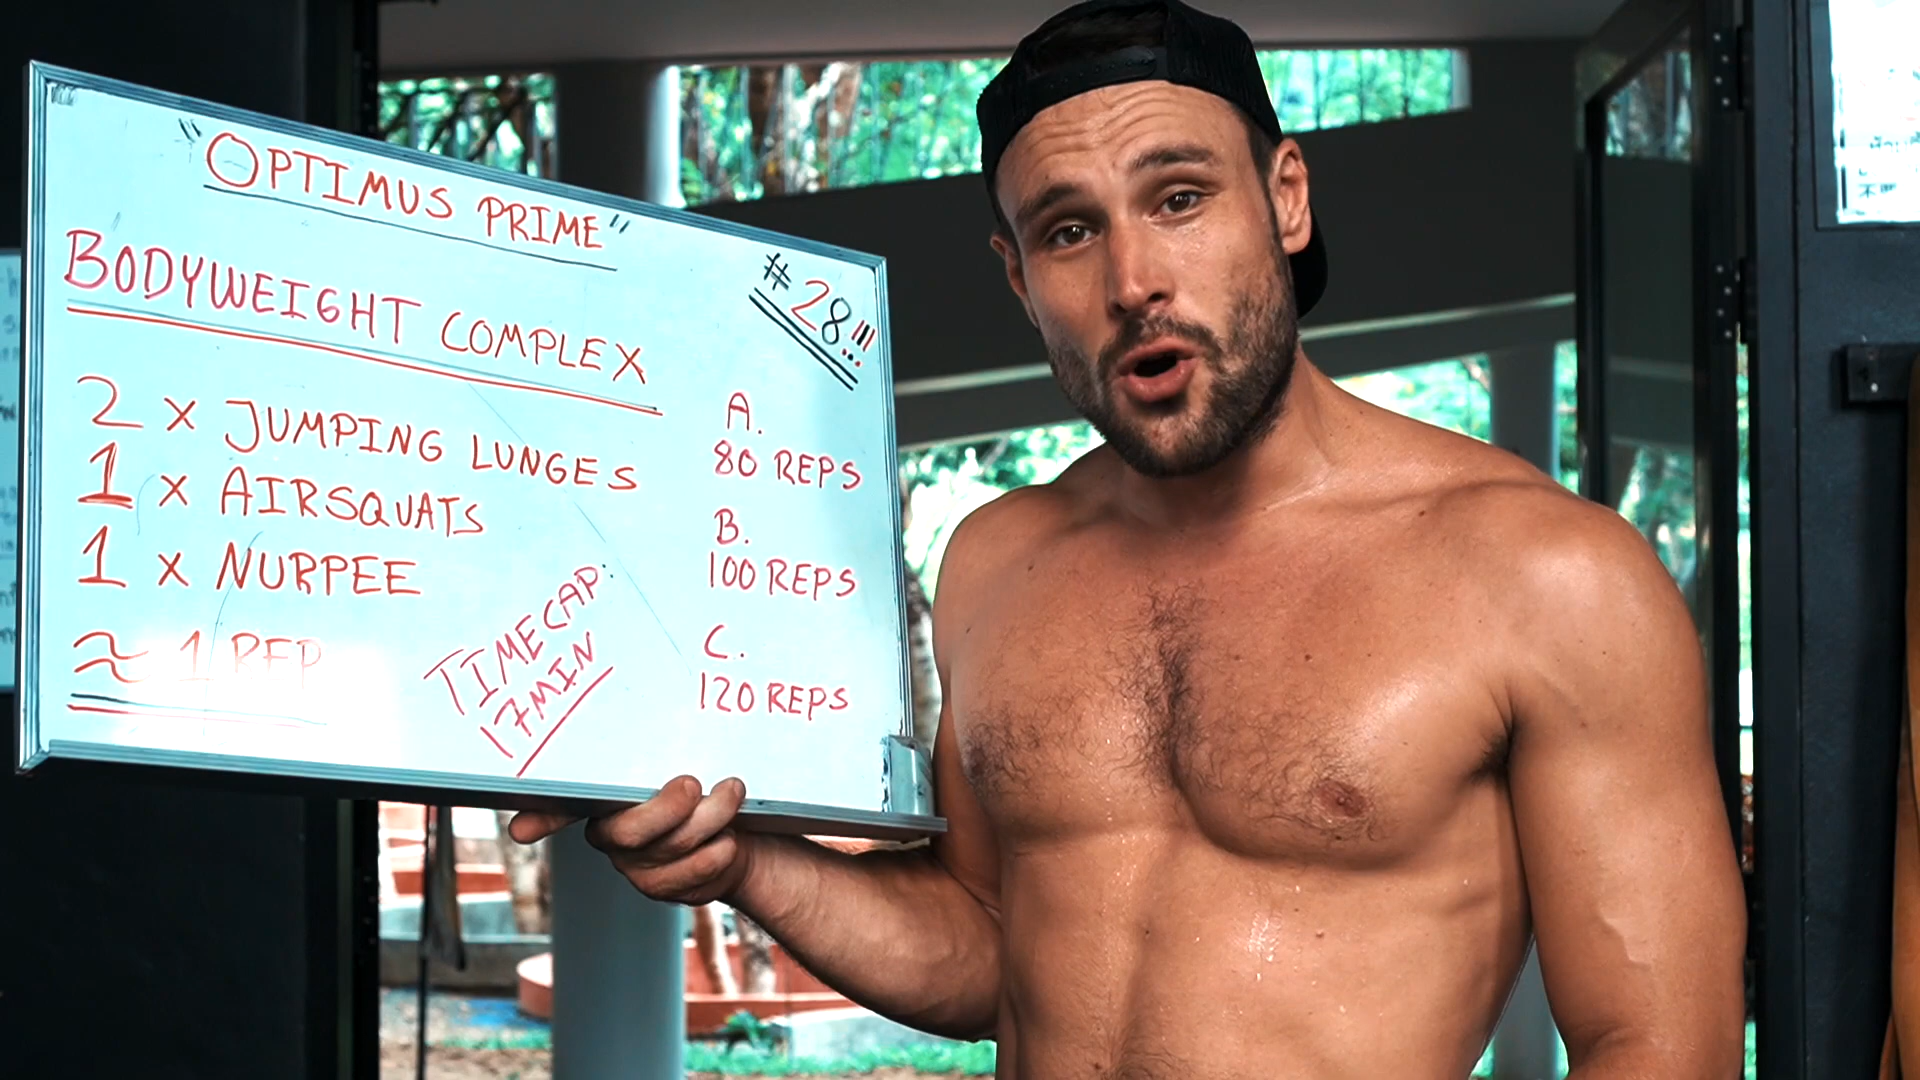 "OPTIMUS PRIME"
#28!!!
BODYWEIGHT COMPLEX
2 x JUMPING LUNGES
1 x AIRSQUATS
1 x NURPEE
≈ 1 REP
TIMECAP:
17MIN
A.
80 REPS
B.
100 REPS
C.
120 REPS